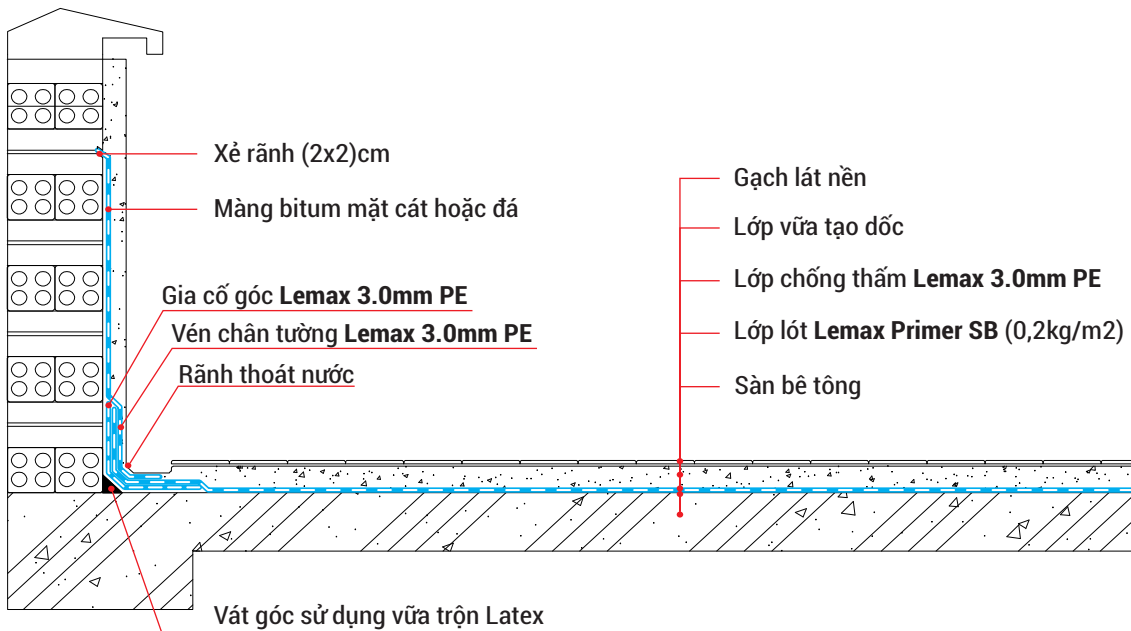 Xẻ rãnh (2x2)cm
Màng bitum mặt cát hoặc đá
Gia cố góc Lemax 3.0mm PE
Vén chân tường Lemax 3.0mm PE
Rãnh thoát nước
Gạch lát nền
Lớp vữa tạo dốc
Lớp chống thấm Lemax 3.0mm PE
Lớp lót Lemax Primer SB (0,2kg/m2)
Sàn bê tông
Vát góc sử dụng vữa trộn Latex